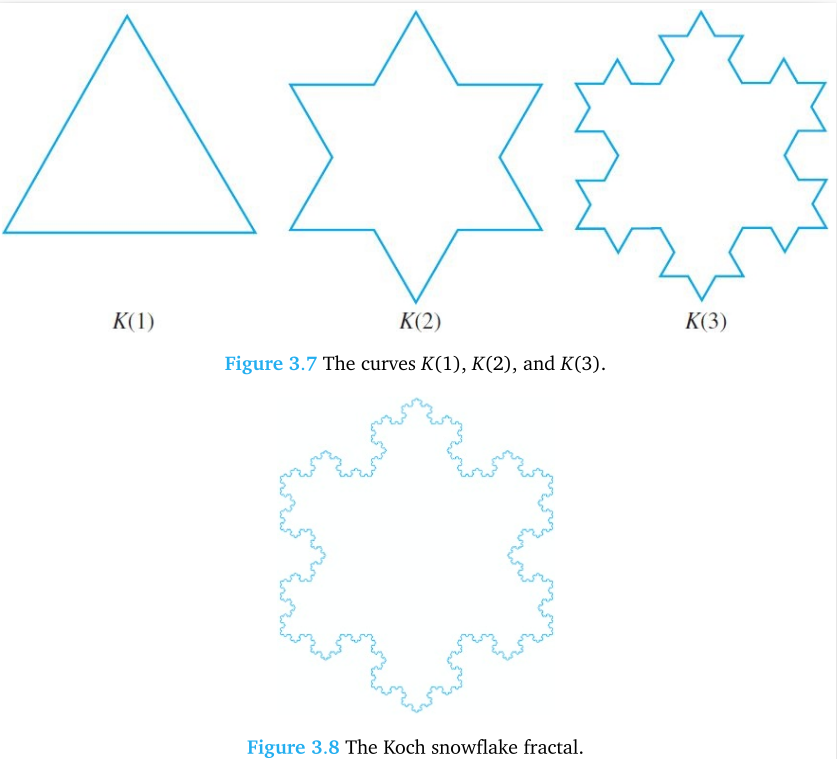 K(1) K(2) K(3)
Figure 3.7 The curves K(1), K(2), and K(3).
Figure 3.8 The Koch snowflake fractal.